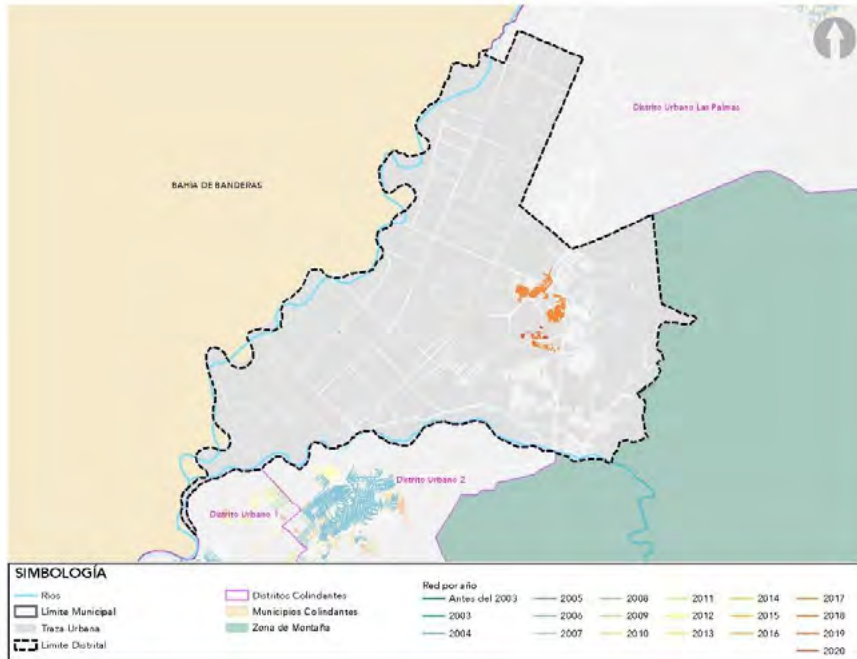 Distrito Urbano Las Palmas
BAHÍA DE BANDERAS
Distrito Urbano 2
Distrito Urbano 1
SIMBOLOGÍA
Ríos
Límite Municipal
Traza Urbana
Límite Distrital
Distritos Colindantes
Municipios Colindantes
Zona de Montaña
Red por año
Antes del 2003
2003
2004
2005
2006
2007
2008
2009
2010
2011
2012
2013
2014
2015
2016
2017
2018
2019
2020